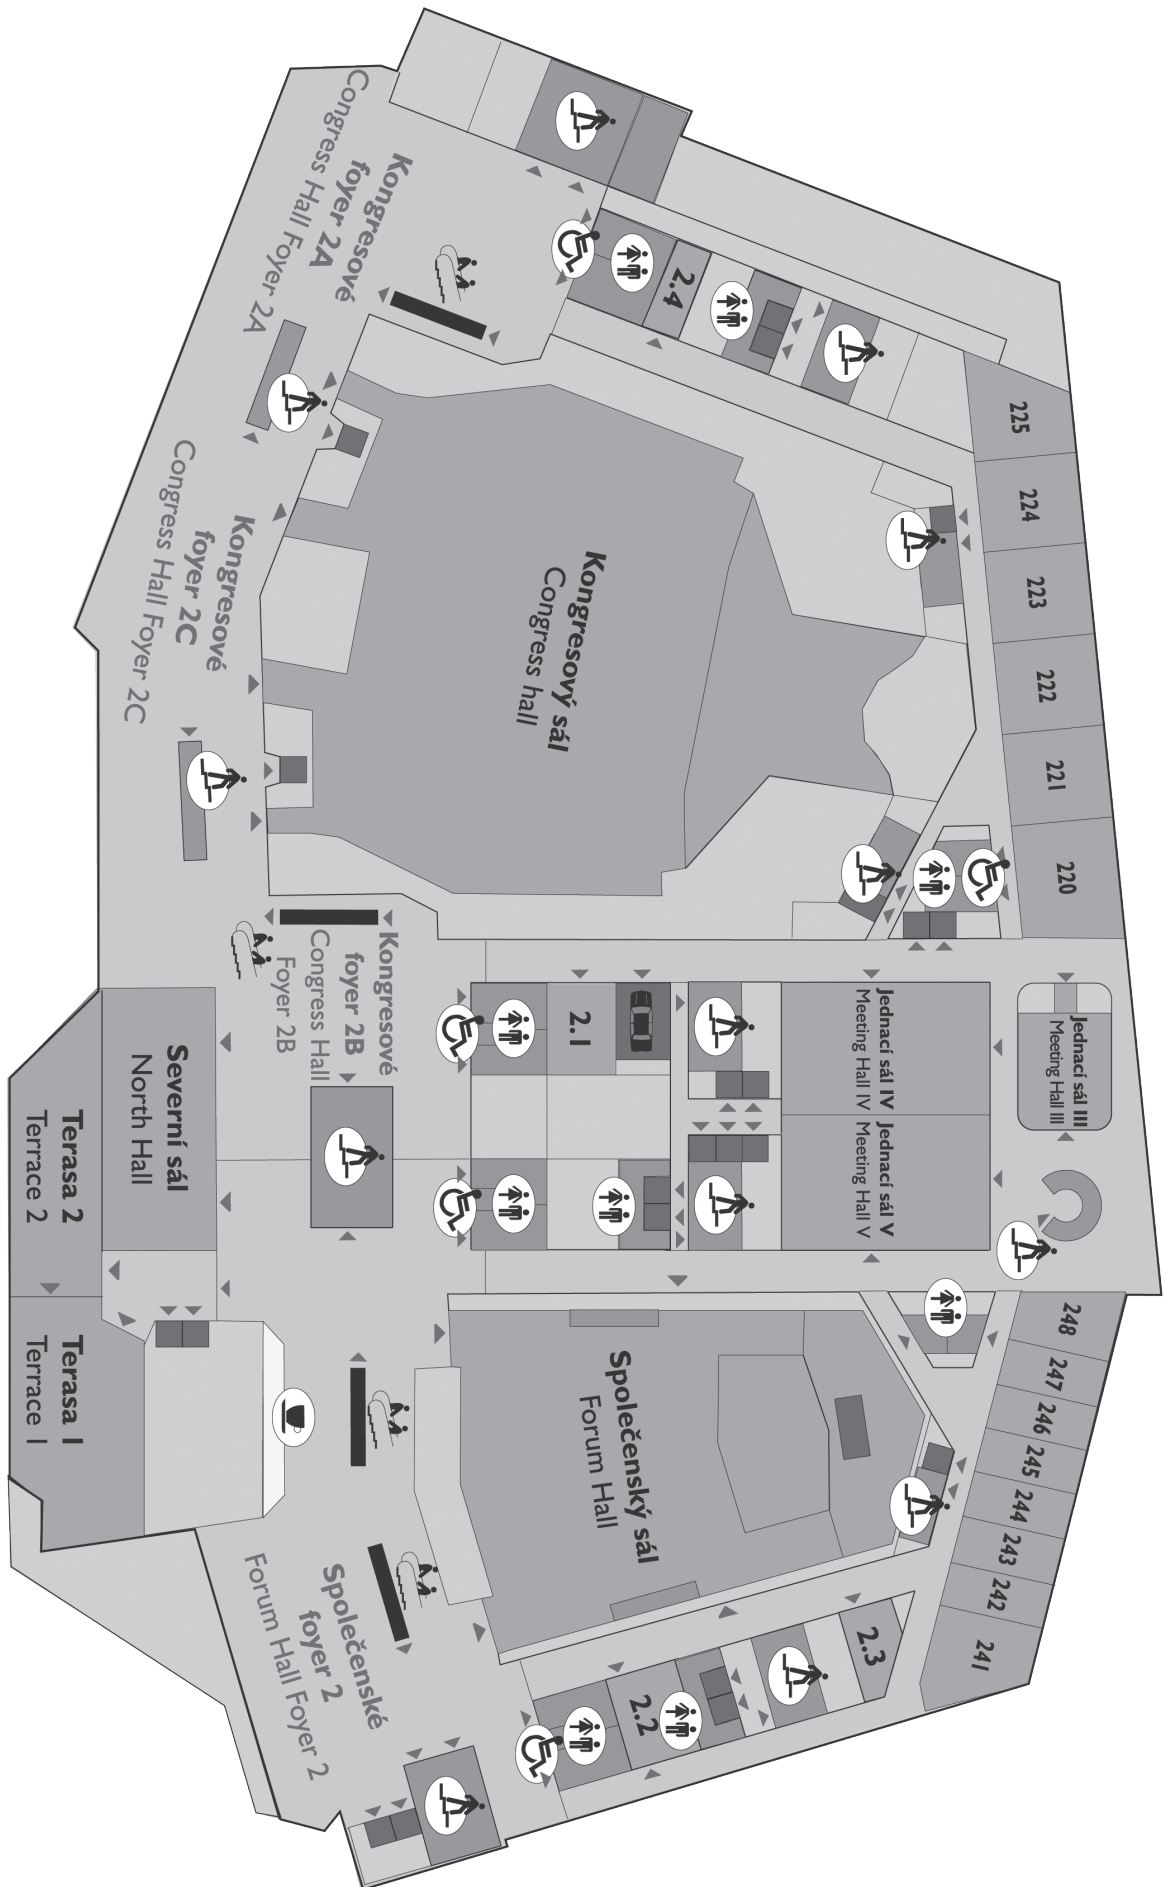 Kongresové
foyer 2A
Congress Hall Foyer 2A
2.4
225
224
223
222
221
220
Kongresové
foyer 2C
Congress Hall Foyer 2C
Kongresový sál
Congress hall
Kongresové
foyer 2B
Congress Hall
Foyer 2B
2.1
Jednací sál IV
Meeting Hall IV
Jednací sál V
Meeting Hall V
Jednací sál III
Meeting Hall III
Severní sál
North Hall
Terasa 2
Terrace 2
Terasa 1
Terrace 1
Společenský sál
Forum Hall
248
247
246
245
244
243
242
241
2.3
2.2
Společenské
foyer 2
Forum Hall Foyer 2